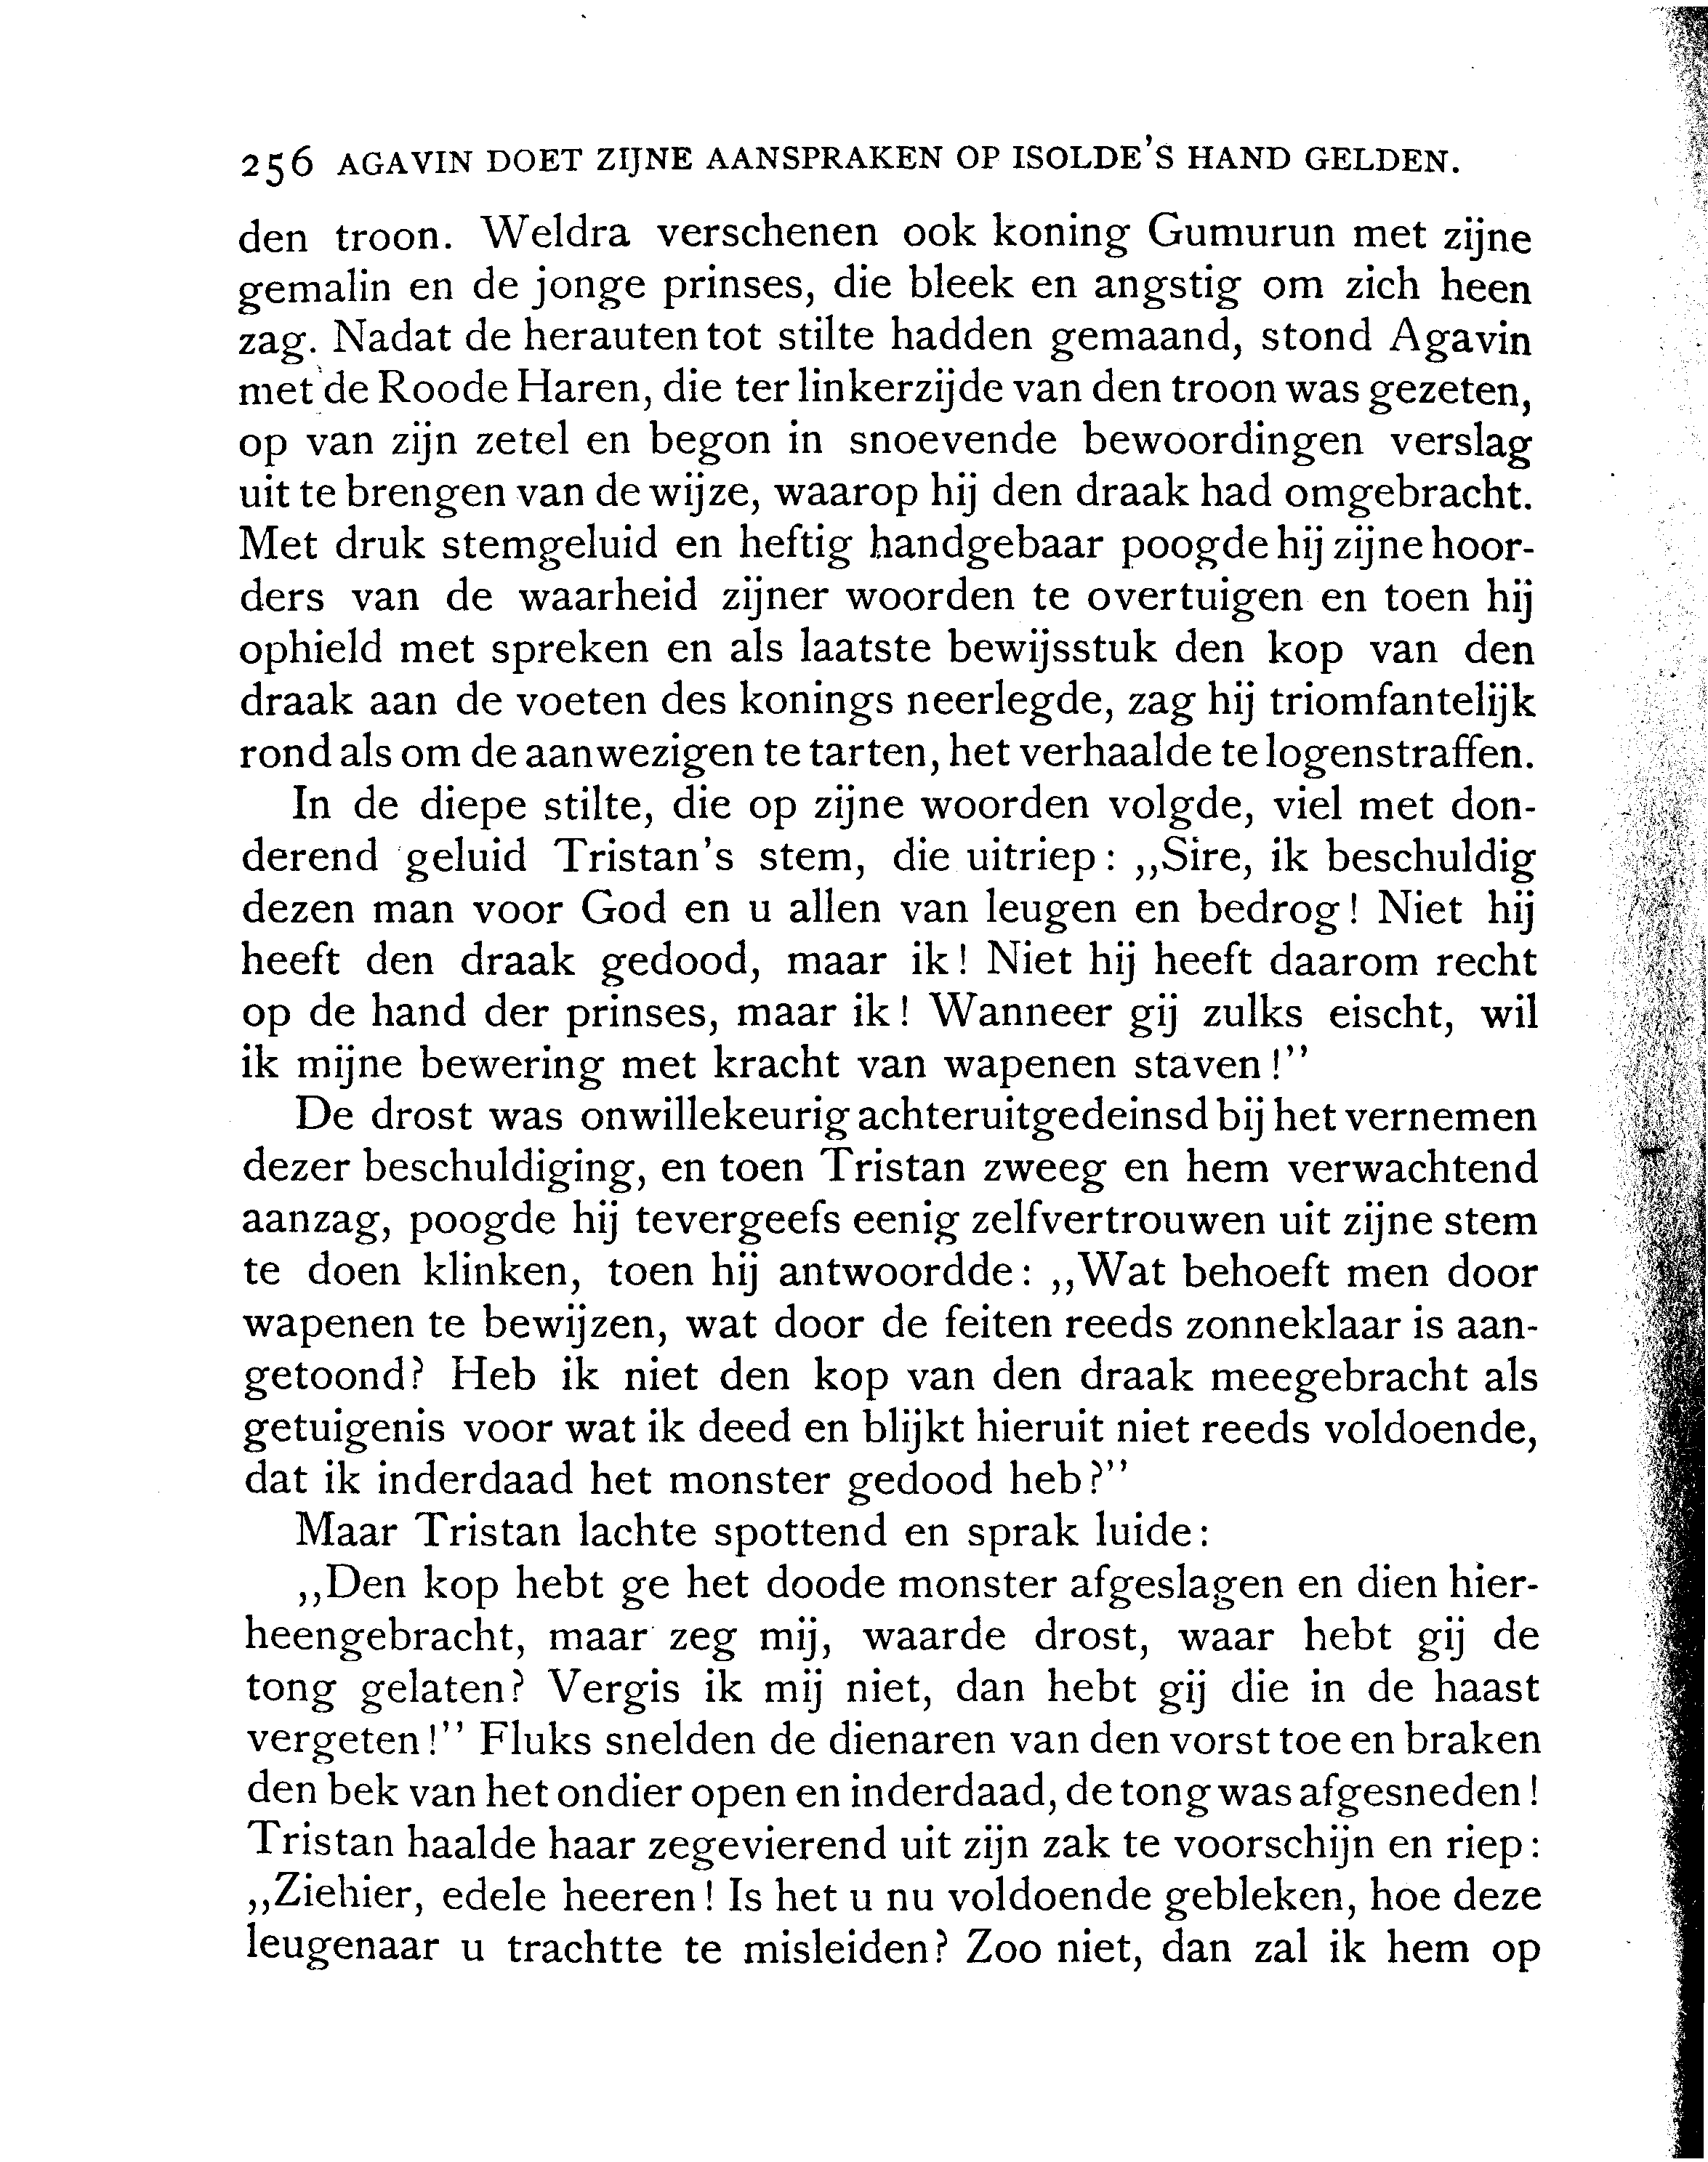 256 AGAVIN DOET ZIJNE AANSPRAKEN OP ISOLDE'S HAND GELDEN.
den troon. Weldra verschenen ook koning Gumurun met zijne
gemalin en de jonge prinses, die bleek en angstig om zich heen
zag. Nadat de herauten tot stilte hadden gemaand, stond Agavin
met de Roode Haren, die ter linkerzijde van den troon was gezeten,
op van zijn zetel en begon in snoevende bewoordingen verslag
uit te brengen van de wijze, waarop hij den draak had omgebracht.
Met druk stemgeluid en heftig handgebaar poogde hij zijne hoor-
ders van de waarheid zijner woorden te overtuigen en toen hij
ophield met spreken en als laatste bewijsstuk den kop van den
draak aan de voeten des konings neerlegde, zag hij triomfantelijk
rond als om de aanwezigen te tarten, het verhaalde te logenstraffen.
In de diepe stilte, die op zijne woorden volgde, viel met don-
derend geluid Tristan's stem, die uitriep: ,,Sire, ik beschuldig
dezen man voor God en u allen van leugen en bedrog! Niet hij
heeft den draak gedood, maar ik! Niet hij heeft daarom recht
op de hand der prinses, maar ik! Wanneer gij zulks eischt, wil
ik mijne bewering met kracht van wapenen staven!''
De drost was onwillekeurig achteruitgedeinsd bij het vernemen
dezer beschuldiging, en toen Tristan zweeg en hem verwachtend
aanzag, poogde hij tevergeefs eenig zelfvertrouwen uit zijne stem
te doen klinken, toen hij antwoordde: ,,Wat behoeft men door
wapenen te bewijzen, wat door de feiten reeds zonneklaar is aan-
getoond? Heb ik niet den kop van den draak meegebracht als
getuigenis voor wat ik deed en blijkt hieruit niet reeds voldoende,
dat ik inderdaad het monster gedood heb?''
Maar Tristan lachte spottend en sprak luide:
,,Den kop hebt ge het doode monster afgeslagen en dien hier-
heengebracht, maar zeg mij, waarde drost, waar hebt gij de
tong gelaten? Vergis ik mij niet, dan hebt gij die in de haast
vergeten!'' Fluks snelden de dienaren van den vorst toe en braken
den bek van het ondier open en inderdaad, de tong was afgesneden!
Tristan haalde haar zegevierend uit zijn zak te voorschijn en riep:
,,Ziehier, edele heeren! Is het u nu voldoende gebleken, hoe deze
leugenaar u trachtte te misleiden? Zoo niet, dan zal ik hem op